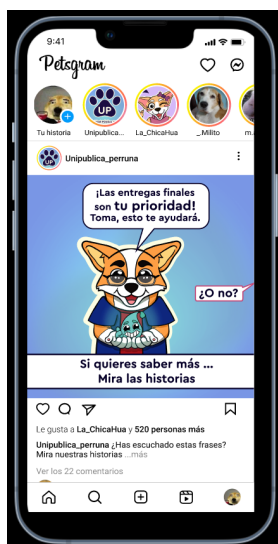 9:41
Petsgram
UP
Tu historia
Unipublica...
La_ChicaHua
_.Milito
m.
Unipublica_perruna
¡Las entregas finales
son tu prioridad!
Toma, esto te ayudará.
¿O no?
Si quieres saber más ...
Mira las historias
Le gusta a La_ChicaHua y 520 personas más
Unipublica_perruna ¿Has escuchado estas frases?
Mira nuestras historias ...más
Ver los 22 comentarios